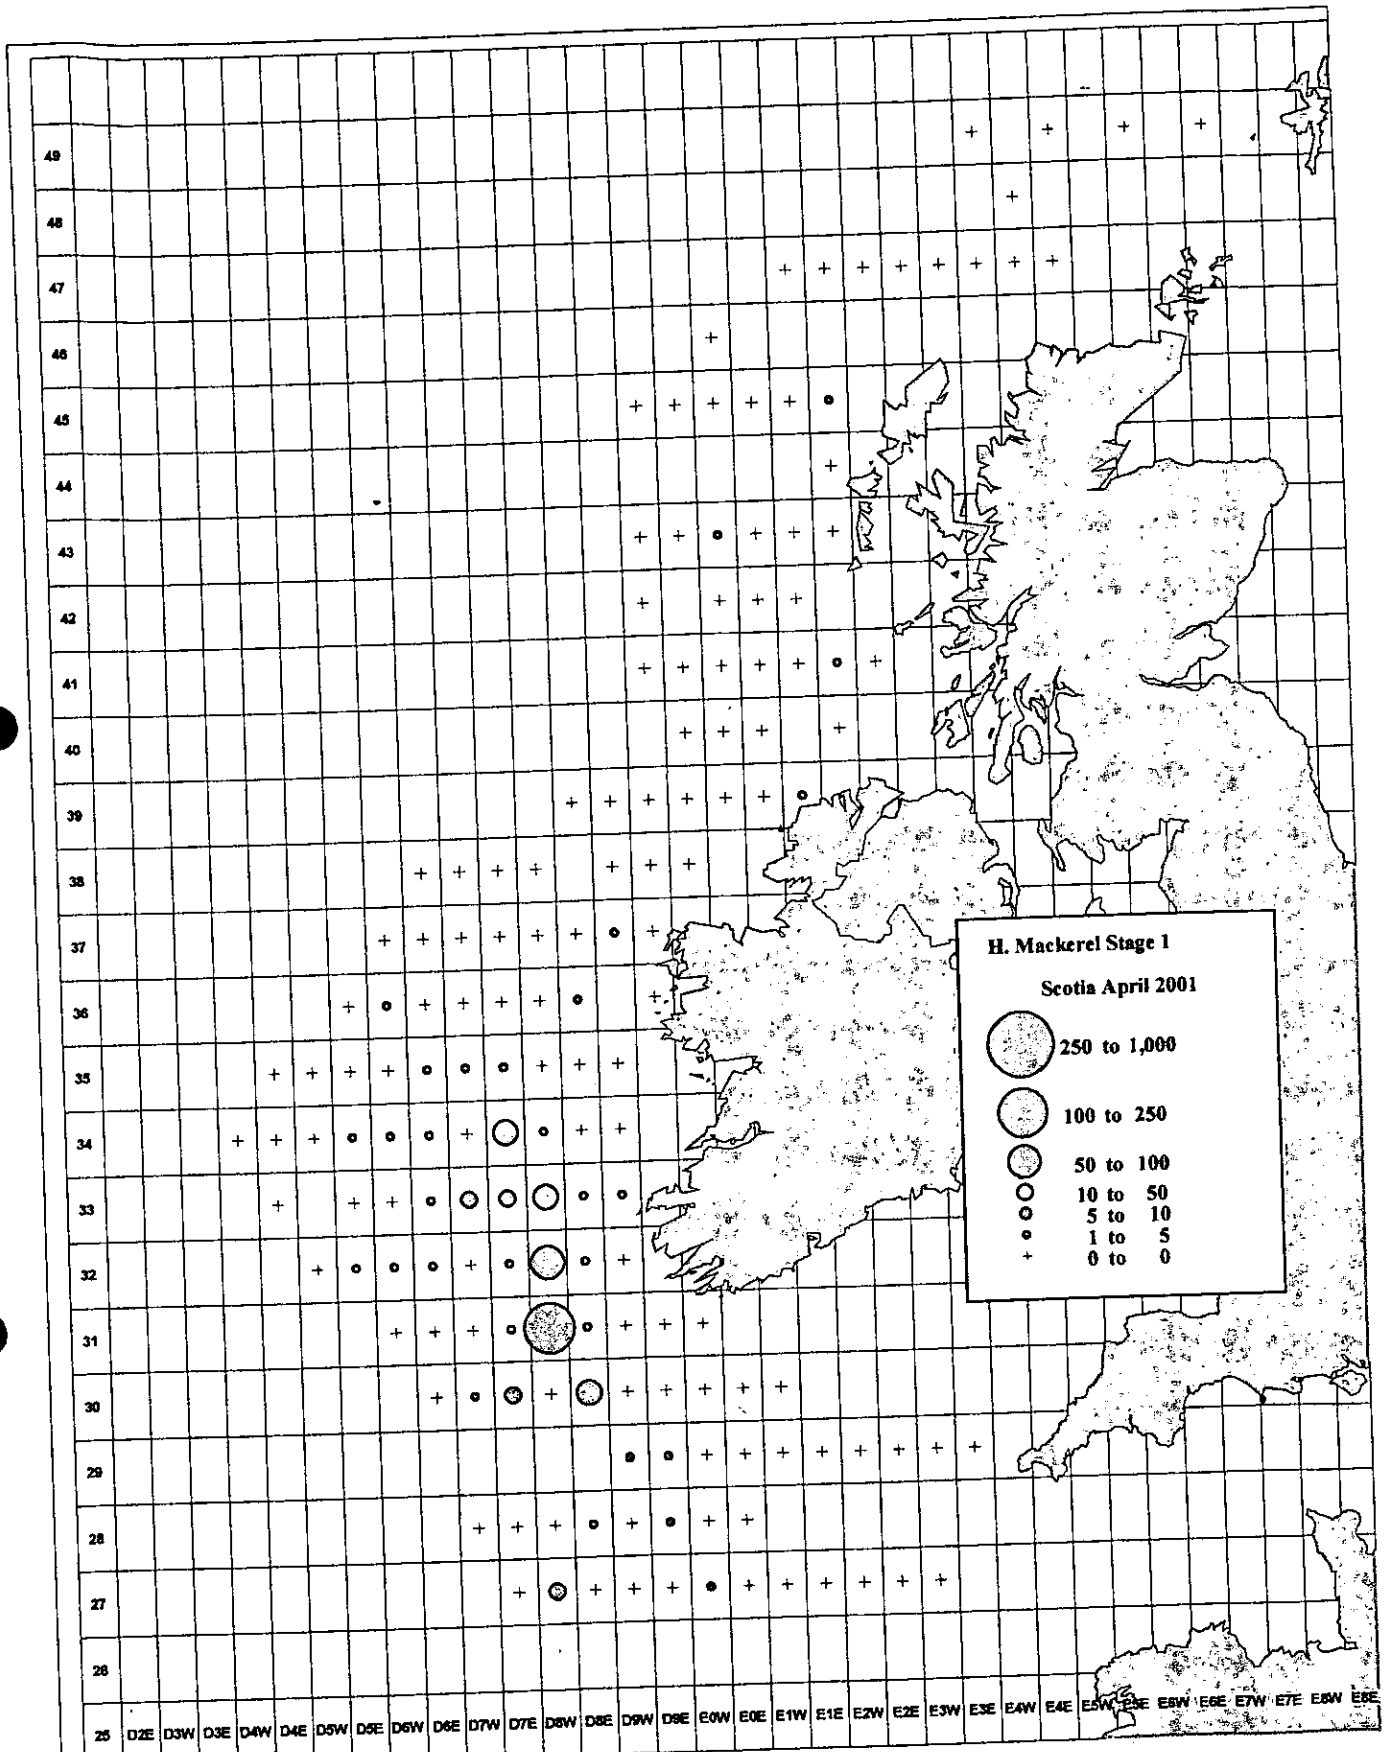 49
48
47
46
45
44
43
42
41
40
39
38
37
H. Mackerel Stage 1
Scotia April 2001
36
250 to 1,000
35
100 to 250
34
50 to 100
33
10 to 50
5 to 10
1 to 5
0 to 0
32
31
30
29
28
27
26
25 D2E D3W D3E D4W D4E D5W D5E D6W D6E D7W D7E D8W D8E D9W D9E E0W E0E E1W E1E E2W E2E E3W E3E E4W E4E E5W E5E E6W E6E E7W E7E E8W E8E